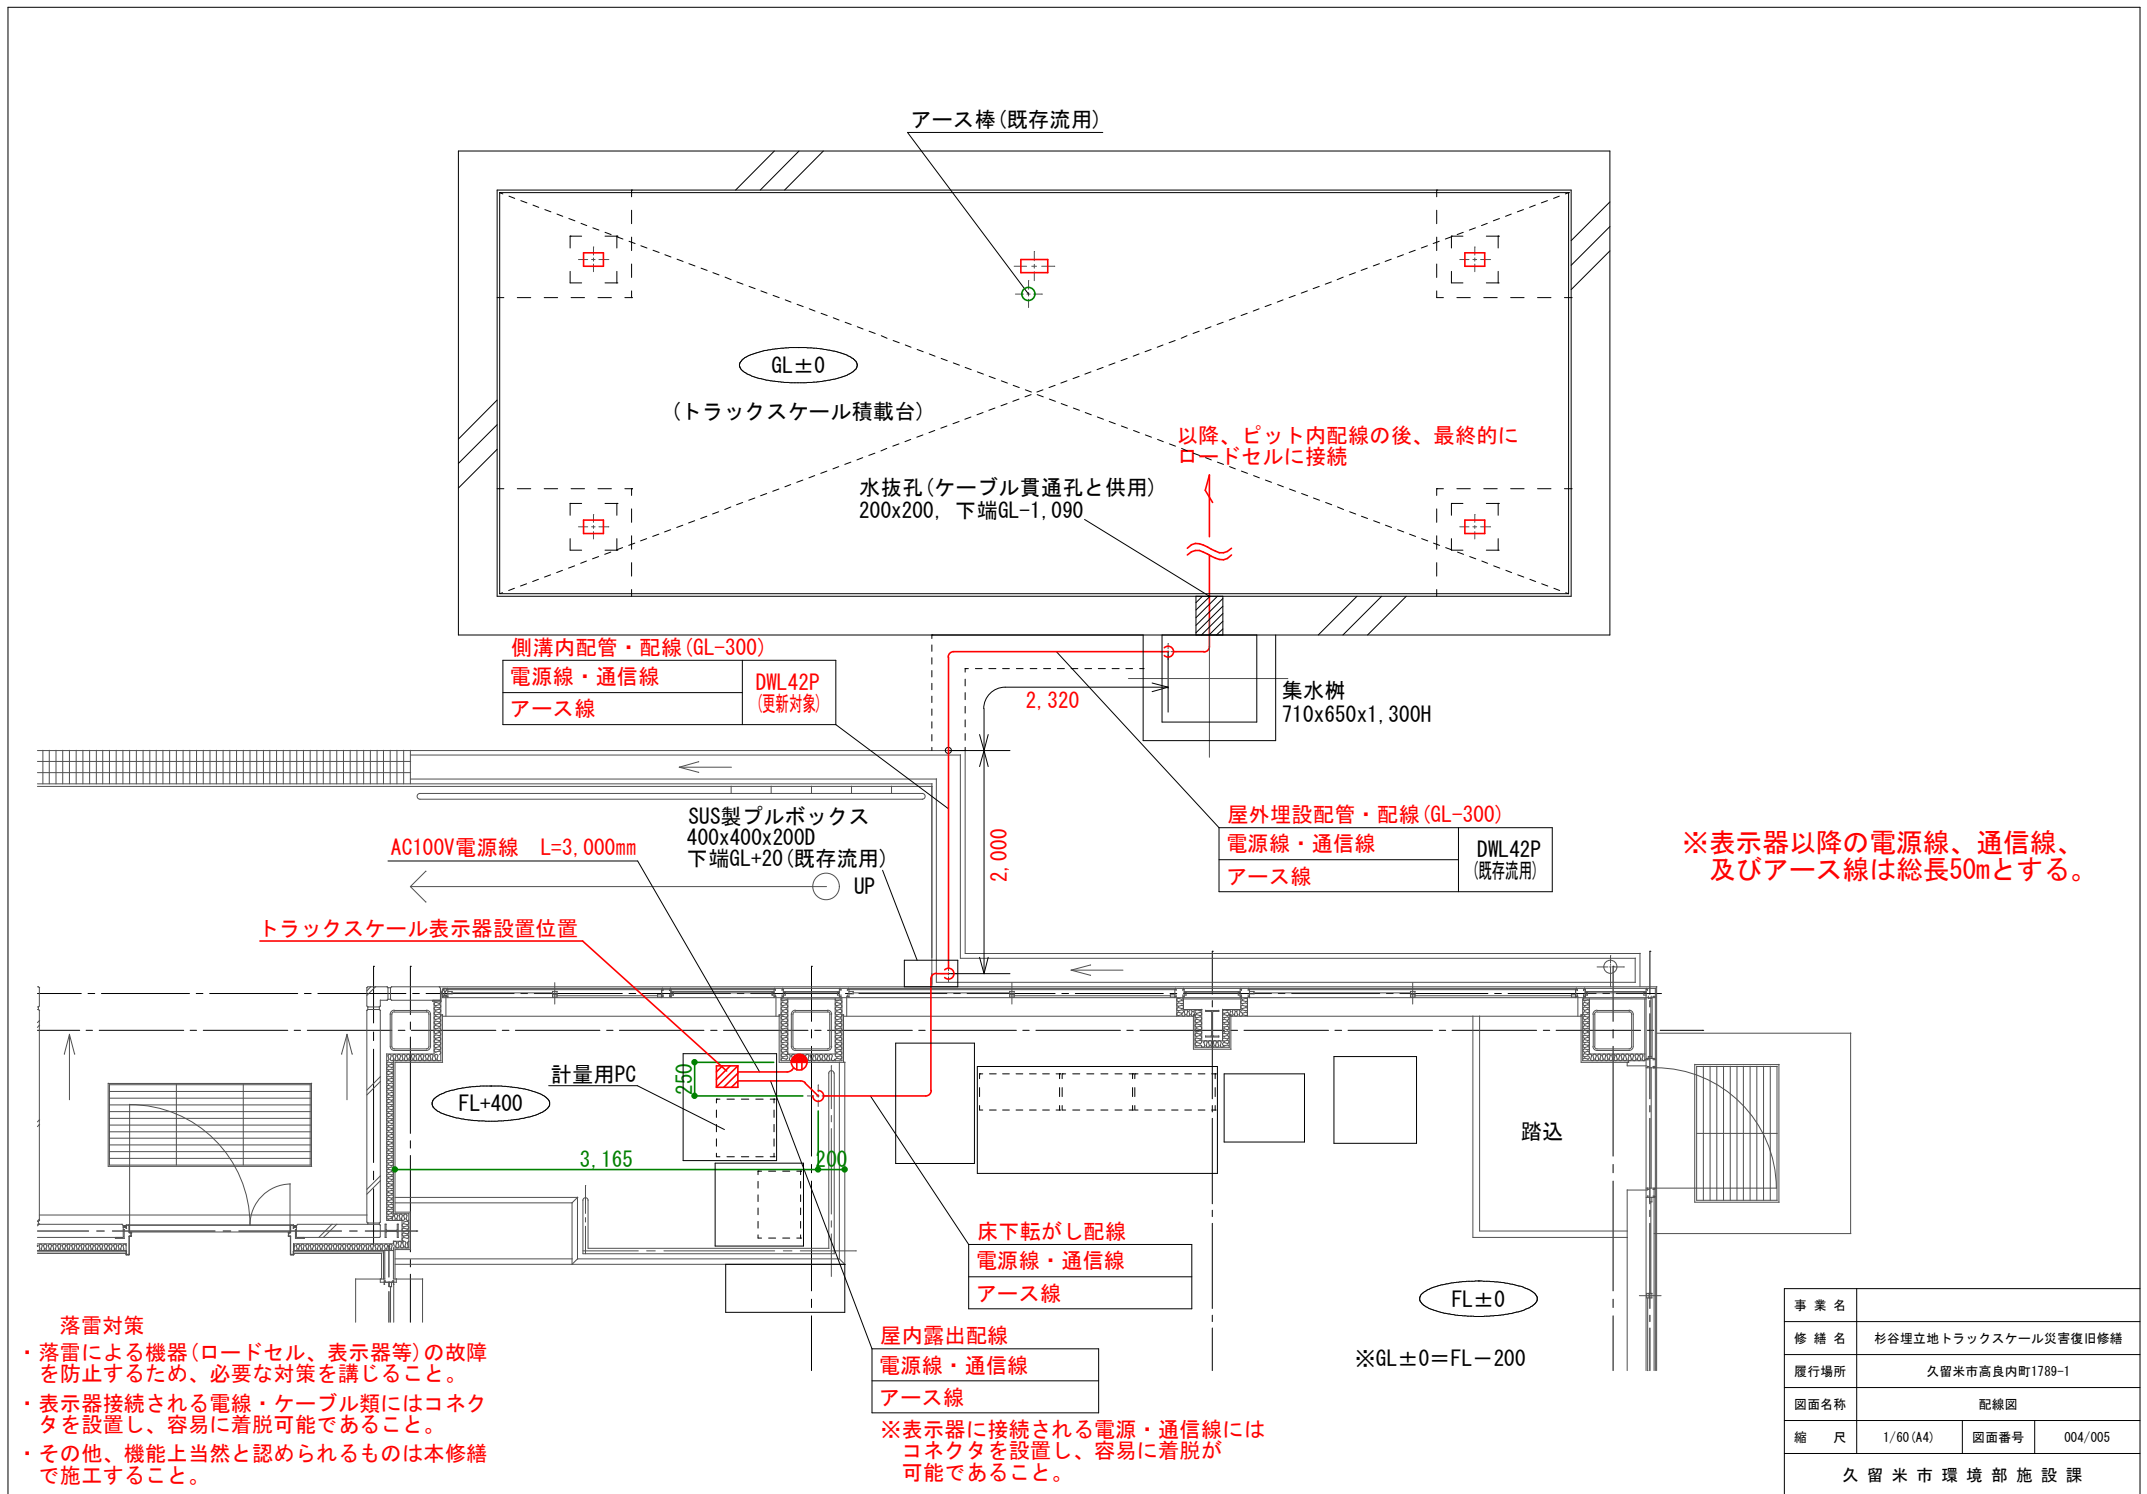 アース棒(既存流用)
GL±0
(トラックスケール積載台)
以降、ピット内配線の後、最終的に
ロードセルに接続
水抜孔(ケーブル貫通孔と供用)
200x200, 下端GL-1,090
側溝内配管・配線(GL-300)
電源線・通信線
アース線
DWL42P
(更新対象)
2,320
集水桝
710x650x1,300H
SUS製プルボックス
400x400x200D
下端GL+20(既存流用)
AC100V電源線 L=3,000mm
UP
2,000
屋外埋設配管・配線(GL-300)
電源線・通信線
アース線
DWL42P
(既存流用)
※表示器以降の電源線、通信線、
及びアース線は総長50mとする。
トラックスケール表示器設置位置
計量用PC
250
FL+400
3,165
200
踏込
床下転がし配線
電源線・通信線
アース線
FL±0
屋内露出配線
電源線・通信線
アース線
※表示器に接続される電源・通信線には
コネクタを設置し、容易に着脱が
可能であること。
※GL±0=FL-200
落雷対策
・落雷による機器(ロードセル、表示器等)の故障
を防止するため、必要な対策を講じること。
・表示器接続される電線・ケーブル類にはコネク
タを設置し、容易に着脱可能であること。
・その他、機能上当然と認められるものは本修繕
で施工すること。
事業名
修繕名 杉谷埋立地トラックスケール災害復旧修繕
履行場所 久留米市高良内町1789-1
図面名称 配線図
縮尺 1/60(A4) 図面番号 004/005
久留米市環境部施設課